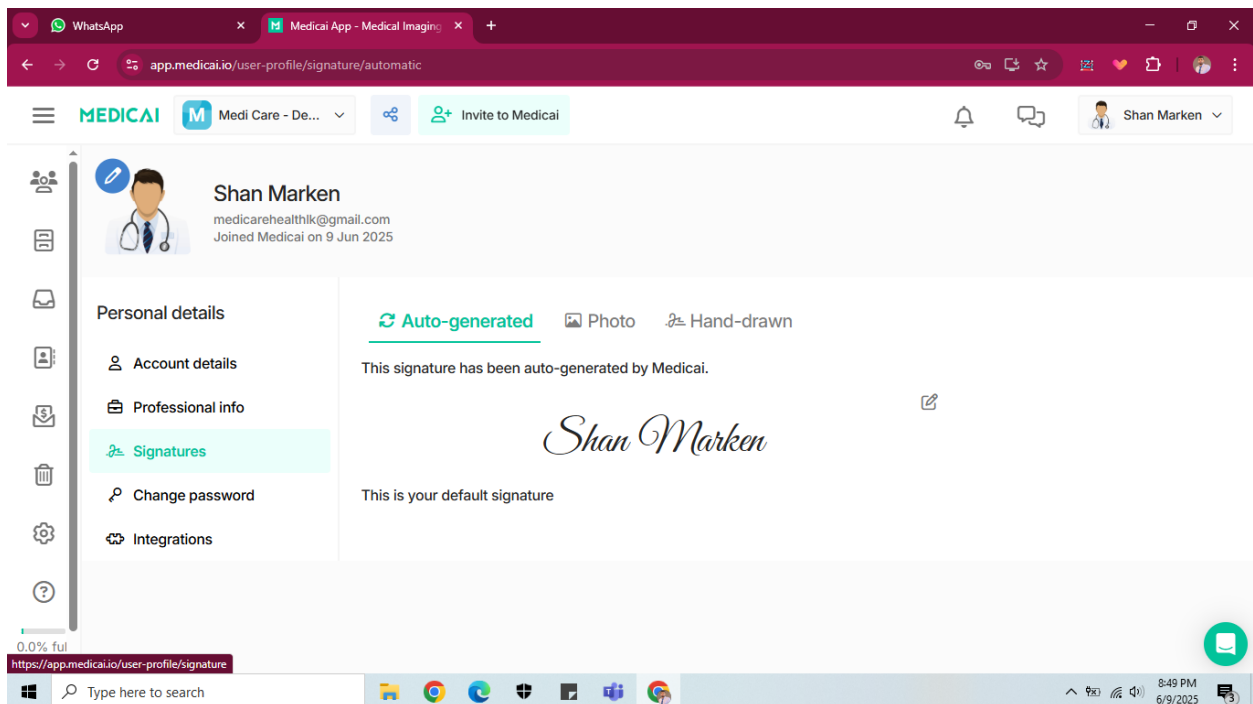 WhatsApp
Medicai App - Medical Imaging
app.medicai.io/user-profile/signature/automatic
MEDICAI
M
Medi Care - De...
Invite to Medicai
Shan Marken
Shan Marken
medicarehealthlk@gmail.com
Joined Medicai on 9 Jun 2025
Personal details
Account details
Professional info
Signatures
Change password
Integrations
Auto-generated
Photo
Hand-drawn
This signature has been auto-generated by Medicai.
Shan Marken
This is your default signature
0.0% ful
https://app.medicai.io/user-profile/signature
Type here to search
8:49 PM
6/9/2025
3